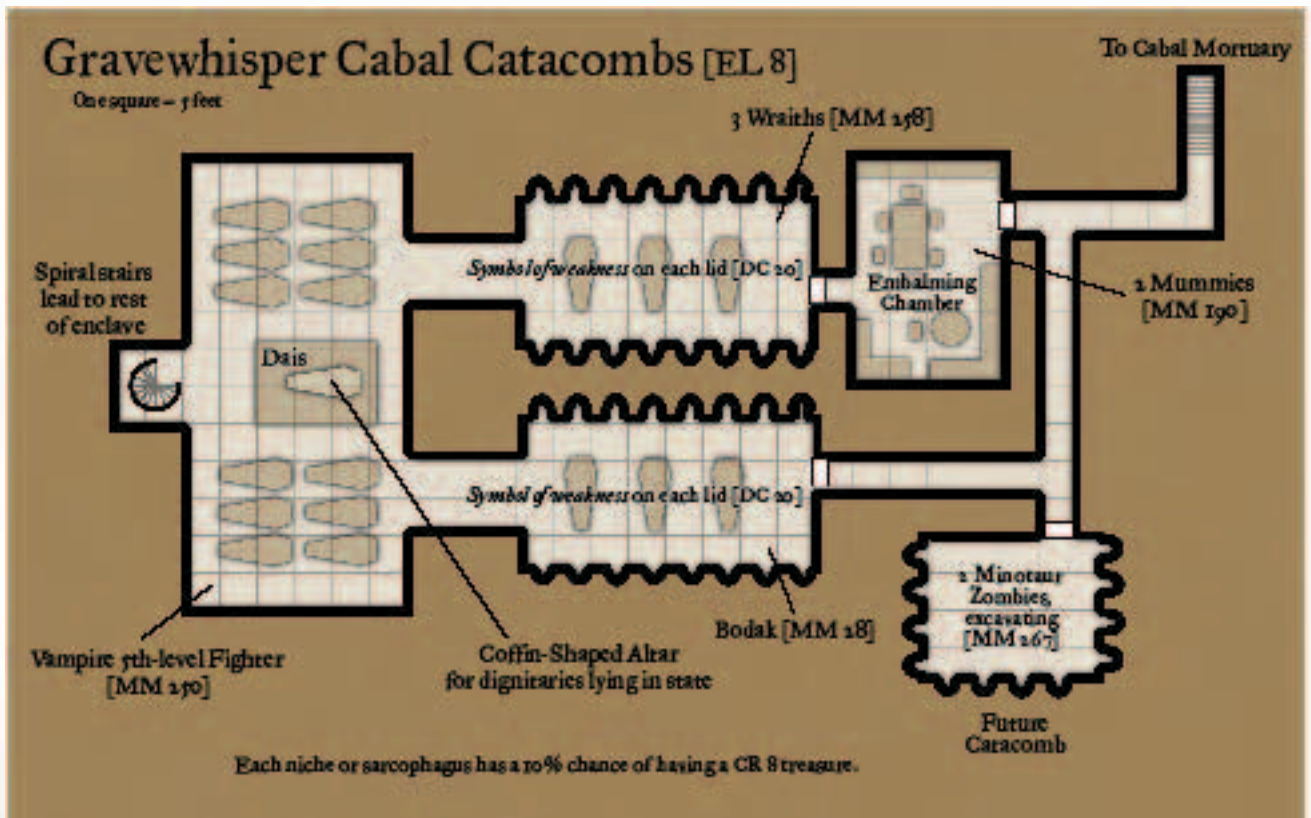 Gravewhisper Cabal Catacombs [EL 8]
One square = 5 feet
To Cabal Mortuary
3 Wraiths [MM 258]
Spiral stairs
lead to rest
of enclave
Symbol of weakness on each lid [DC 20]
Embalming
Chamber
2 Mummies
[MM 190]
Dais
Symbol of weakness on each lid [DC 20]
2 Minotaur
Zombies,
excavating
[MM 267]
Bodak [MM 28]
Vampire 5th-level Fighter
[MM 250]
Coffin-Shaped Altar
for dignitaries lying in state
Future
Catacomb
Each niche or sarcophagus has a 10% chance of having a CR 8 treasure.